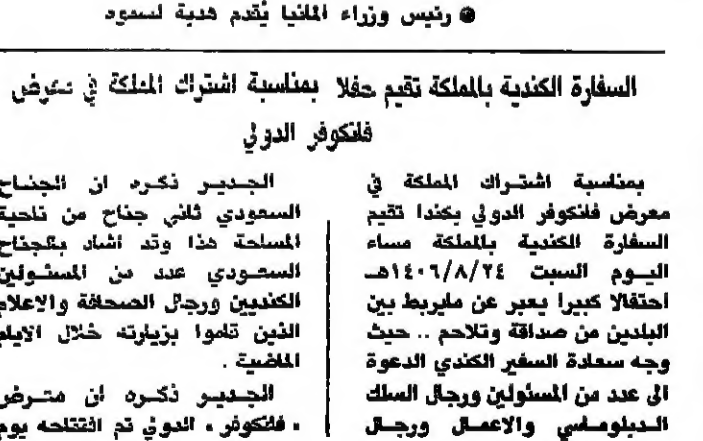 ● رئيس وزراء المانيا يُقدم هدية لسعود
السفارة الكندية بالمملكة تقيم حفلا بمناسبة اشتراك المملكة في معرض
فانكوفر الدولي
بمناسبة اشتراك المملكة في
معرض فانكوفر الدولي بكندا تقيم
السفارة الكندية بالمملكة مساء
اليوم السبت ١٤٠٦/٨/٢٤هـ
احتفالا كبيرا يعبر عن مايربط بين
البلدين من صداقة وتلاحم .. حيث
وجه سعادة السفير الكندي الدعوة
الى عدد من المسئولين ورجال السلك
الدبلوماسي والاعمال ورجال
الجدير ذكره ان الجناح
السعودي ثاني جناح من ناحية
المساحة هذا وقد اشاد بالجناح
السعودي عدد من المسئولين
الكنديين ورجال الصحافة والاعلام
الذين قاموا بزيارته خلال الايام
الماضية .
الجدير ذكره ان معرض
« فانكوفر » الدولي تم افتتاحه يوم